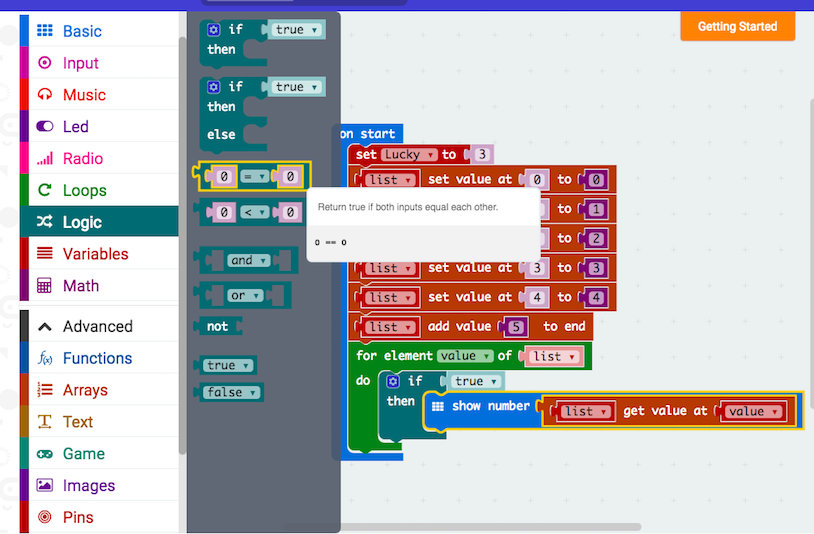 Getting Started
Basic
Input
Music
Led
Radio
Loops
Logic
Variables
Math
Advanced
Functions
Arrays
Text
Game
Images
Pins
if true
then
if true
then
else
0 = 0
0 < 0
and
or
not
true
false
Return true if both inputs equal each other.
0 == 0
on start
set Lucky to 3
list set value at 0 to 0
to 1
to 2
list set value at 3 to 3
list set value at 4 to 4
list add value 5 to end
for element value of list
do if true
then show number list get value at value